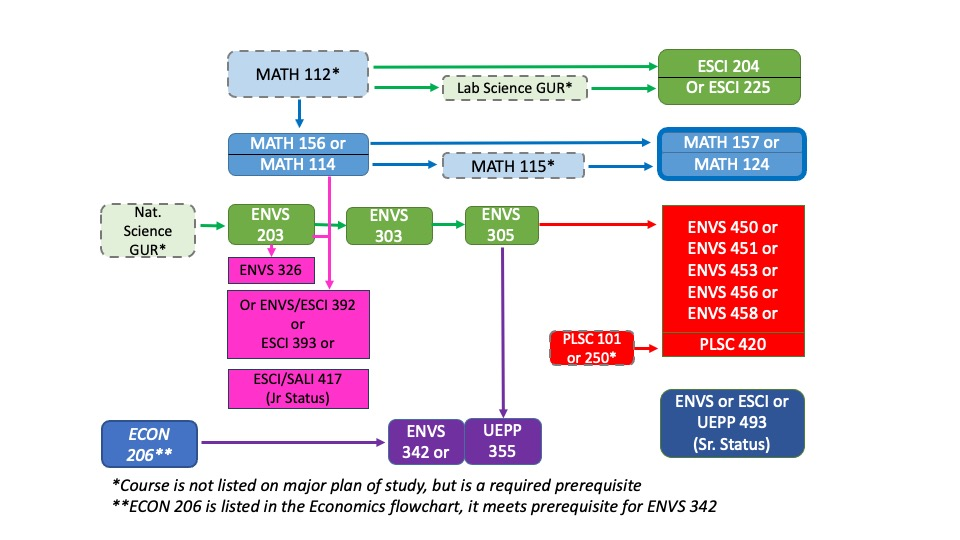 MATH 112*
ESCI 204
Or ESCI 225
Lab Science GUR*
MATH 156 or
MATH 114
MATH 115*
MATH 157 or
MATH 124
Nat.
Science
GUR*
ENVS
203
ENVS
303
ENVS
305
ENVS 450 or
ENVS 451 or
ENVS 453 or
ENVS 456 or
ENVS 458 or
PLSC 420
ENVS 326
Or ENVS/ESCI 392
or
ESCI 393 or
PLSC 101
or 250*
ESCI/SALI 417
(Jr Status)
ENVS or ESCI or
UEPP 493
(Sr. Status)
ECON
206**
ENVS
342 or
UEPP
355
*Course is not listed on major plan of study, but is a required prerequisite
**ECON 206 is listed in the Economics flowchart, it meets prerequisite for ENVS 342